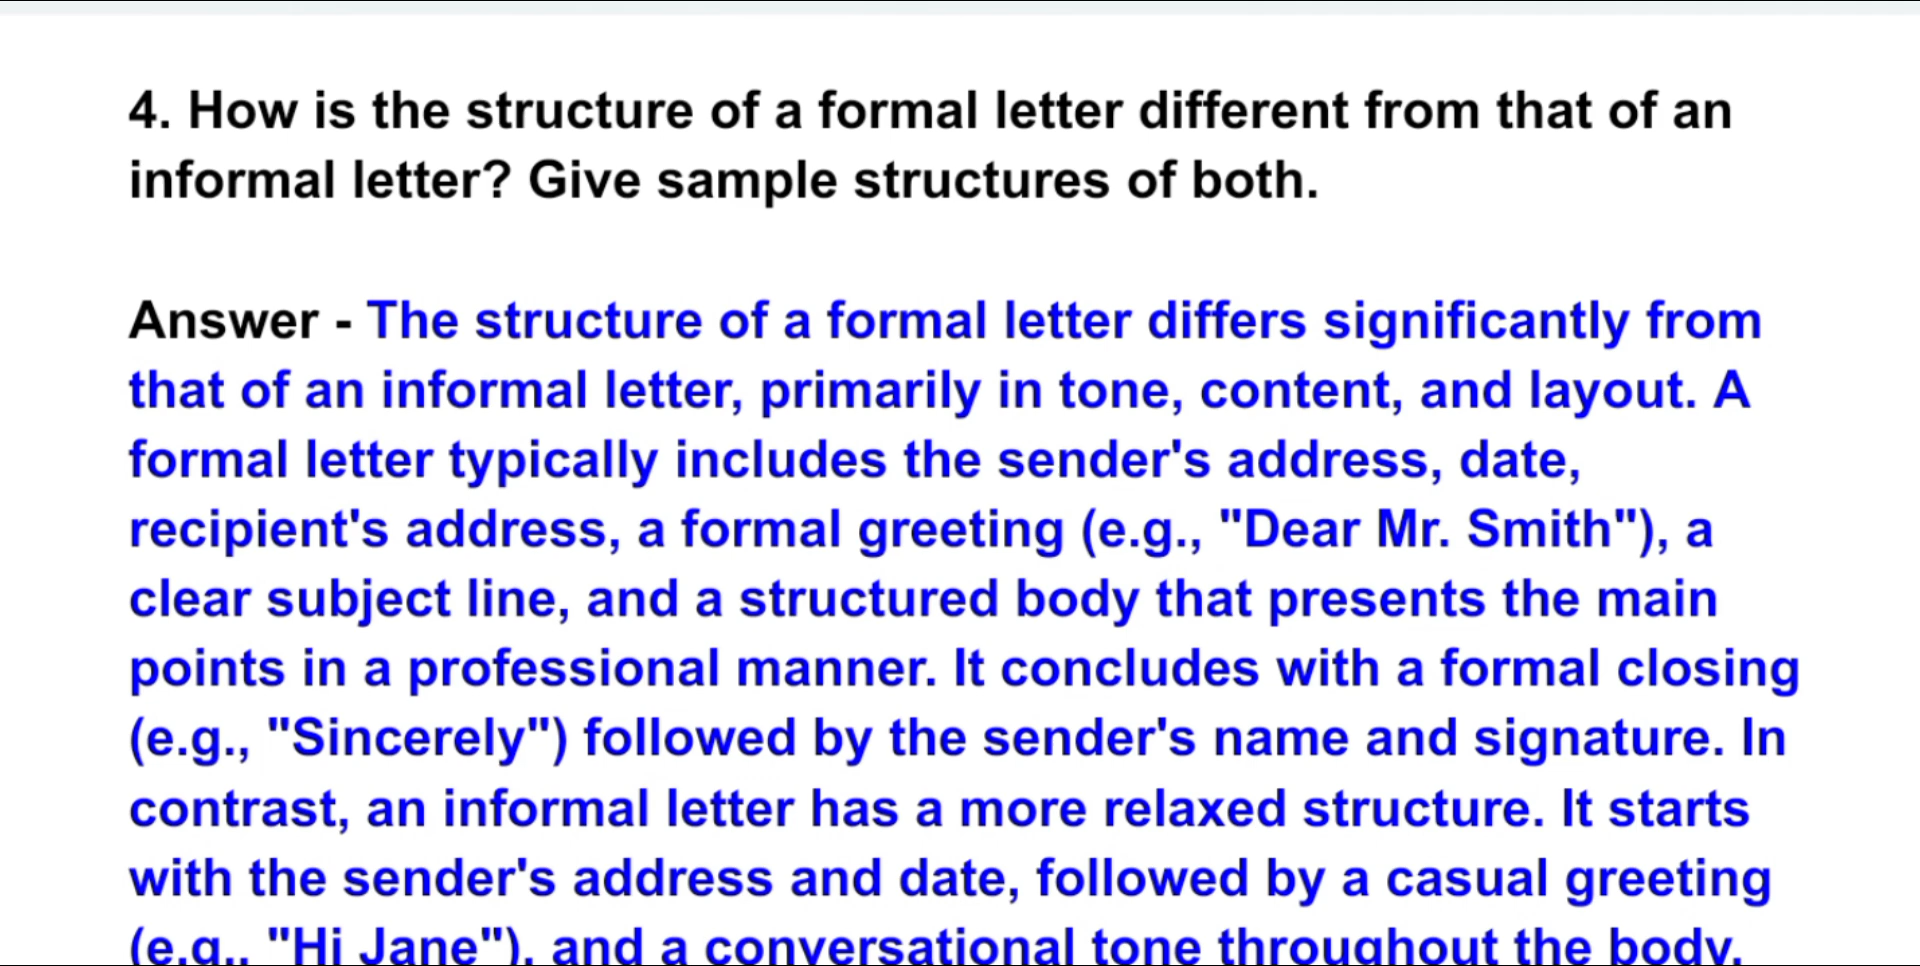 4. How is the structure of a formal letter different from that of an
informal letter? Give sample structures of both.
Answer - The structure of a formal letter differs significantly from
that of an informal letter, primarily in tone, content, and layout. A
formal letter typically includes the sender's address, date,
recipient's address, a formal greeting (e.g., "Dear Mr. Smith"), a
clear subject line, and a structured body that presents the main
points in a professional manner. It concludes with a formal closing
(e.g., "Sincerely") followed by the sender's name and signature. In
contrast, an informal letter has a more relaxed structure. It starts
with the sender's address and date, followed by a casual greeting
(e.g., "Hi Jane"), and a conversational tone throughout the body.